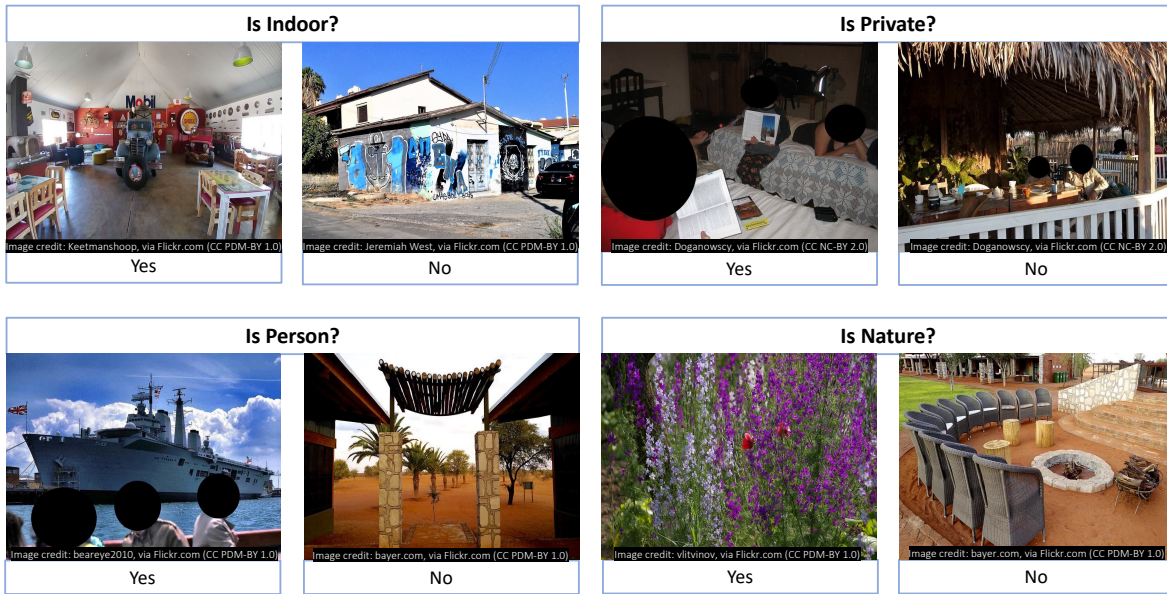 Is Indoor?
Is Private?
Mobil
Image credit: Keetmanshoop, via Flickr.com (CC PDM-BY 1.0)
Image credit: Jeremiah West, via Flickr.com (CC PDM-BY 1.0)
Image credit: Doganowscy, via Flickr.com (CC NC-BY 2.0)
Image credit: Doganowscy, via Flickr.com (CC NC-BY 2.0)
Yes
No
Yes
No
Is Person?
Is Nature?
Image credit: beareye2010, via Flickr.com (CC PDM-BY 1.0)
Image credit: bayer.com, via Flickr.com (CC PDM-BY 1.0)
Image credit: vlitvinov, via Flickr.com (CC PDM-BY 1.0)
Image credit: bayer.com, via Flickr.com (CC PDM-BY 1.0)
Yes
No
Yes
No